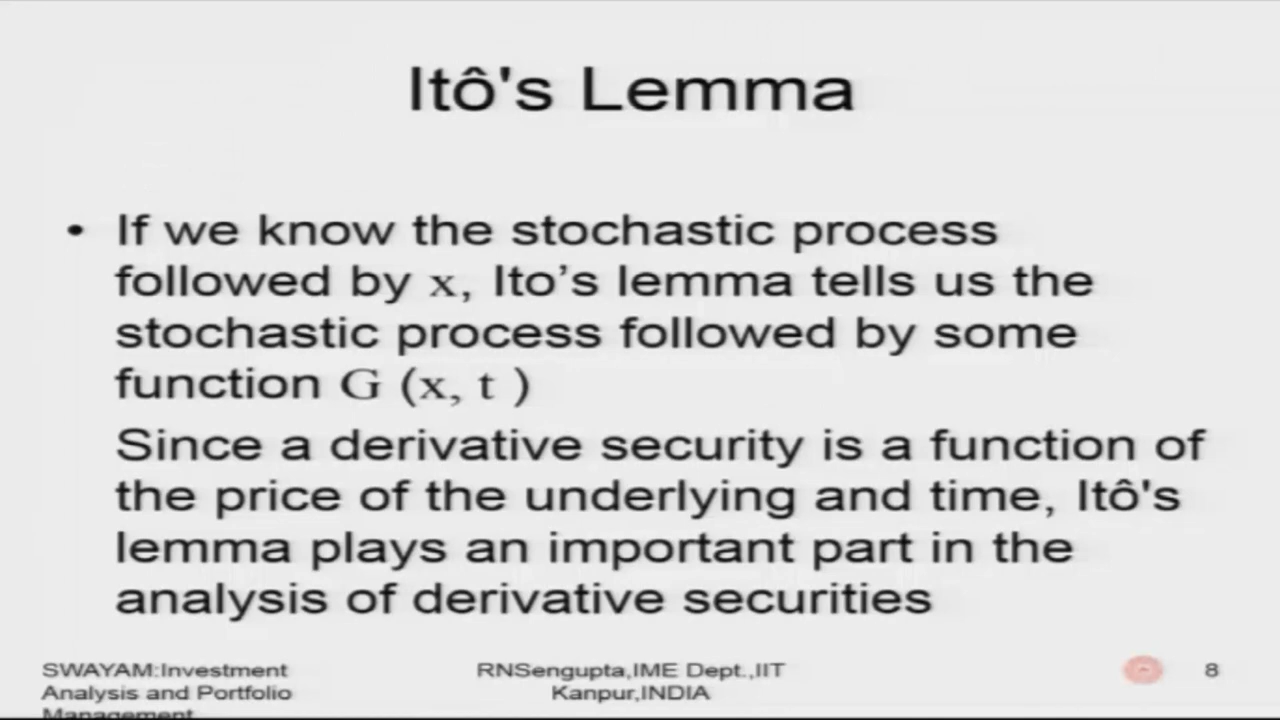 Itô's Lemma
• If we know the stochastic process
followed by x, Ito’s lemma tells us the
stochastic process followed by some
function G (x, t )
Since a derivative security is a function of
the price of the underlying and time, Itô's
lemma plays an important part in the
analysis of derivative securities
SWAYAM:Investment
Analysis and Portfolio
Management
RNSengupta,IME Dept.,IIT
Kanpur,INDIA
8